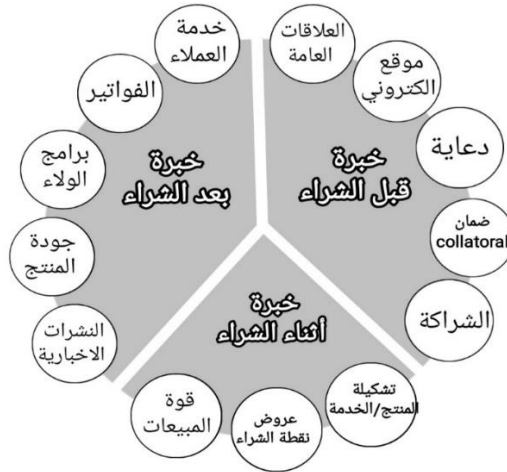 العلاقات
العامة
موقع
الكتروني
دعاية
ضمان
collatoral
الشراكة
خبرة
قبل الشراء
تشكيلة
المنتج/الخدمة
عروض
نقطة الشراء
قوة
المبيعات
خبرة
أثناء الشراء
النشرات
الاخبارية
جودة
المنتج
برامج
الولاء
الفواتير
خدمة
العملاء
خبرة
بعد الشراء